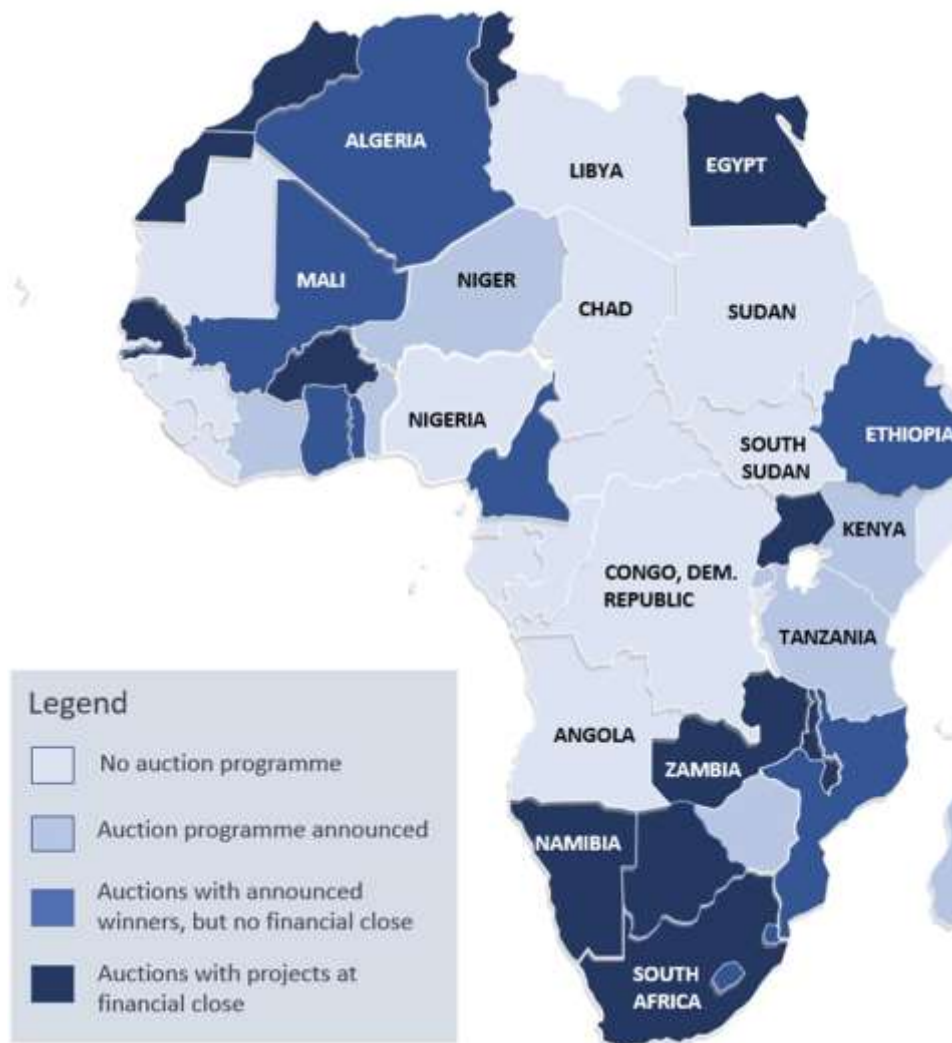 ALGERIA
LIBYA
EGYPT
MALI
NIGER
CHAD
SUDAN
NIGERIA
SOUTH
SUDAN
ETHIOPIA
KENYA
CONGO, DEM.
REPUBLIC
TANZANIA
ANGOLA
ZAMBIA
NAMIBIA
SOUTH
AFRICA
Legend
No auction programme
Auction programme announced
Auctions with announced
winners, but no financial close
Auctions with projects at
financial close